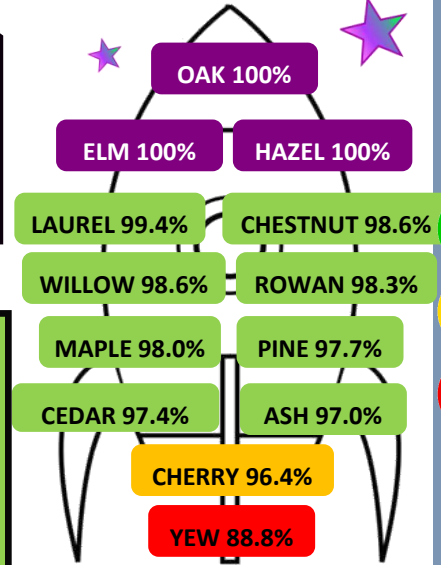 OAK 100%
ELM 100% HAZEL 100%
LAUREL 99.4% CHESTNUT 98.6%
WILLOW 98.6% ROWAN 98.3%
MAPLE 98.0% PINE 97.7%
CEDAR 97.4% ASH 97.0%
CHERRY 96.4%
YEW 88.8%